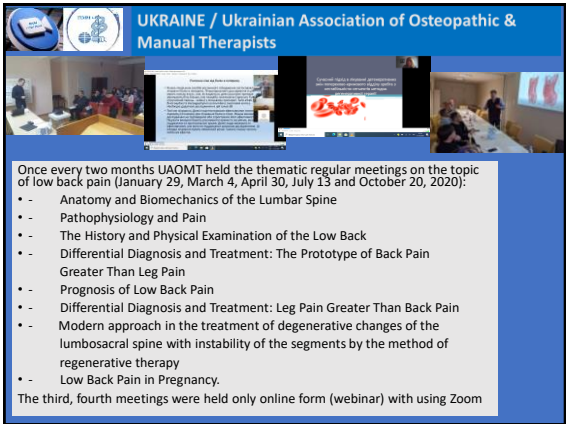 UKRAINE / Ukrainian Association of Osteopathic &
Manual Therapists
Once every two months UAOMT held the thematic regular meetings on the topic
of low back pain (January 29, March 4, April 30, July 13 and October 20, 2020):
• - Anatomy and Biomechanics of the Lumbar Spine
• - Pathophysiology and Pain
• - The History and Physical Examination of the Low Back
• - Differential Diagnosis and Treatment: The Prototype of Back Pain
Greater Than Leg Pain
• - Prognosis of Low Back Pain
• - Differential Diagnosis and Treatment: Leg Pain Greater Than Back Pain
• - Modern approach in the treatment of degenerative changes of the
lumbosacral spine with instability of the segments by the method of
regenerative therapy
• - Low Back Pain in Pregnancy.
The third, fourth meetings were held only online form (webinar) with using Zoom